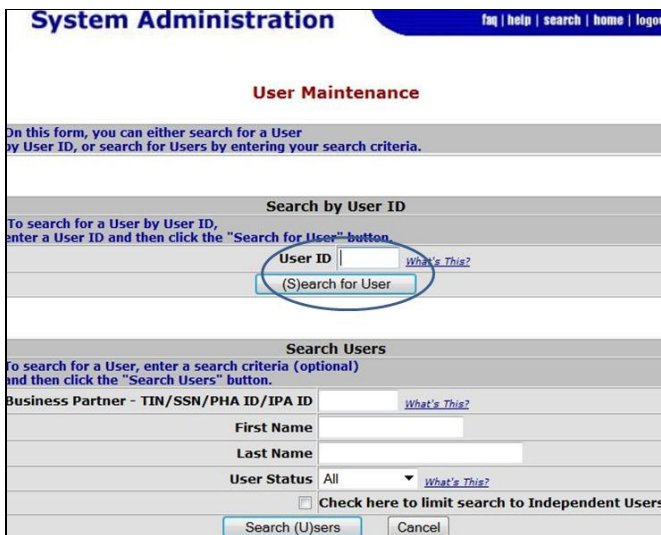 System Administration
faq | help | search | home | logou
User Maintenance
On this form, you can either search for a User
by User ID, or search for Users by entering your search criteria.
Search by User ID
To search for a User by User ID,
enter a User ID and then click the "Search for User" button.
User ID What's This?
(S)earch for User
Search Users
To search for a User, enter a search criteria (optional)
and then click the "Search Users" button.
Business Partner - TIN/SSN/PHA ID/IPA ID What's This?
First Name
Last Name
User Status All What's This?
Check here to limit search to Independent Users
Search (U)sers Cancel